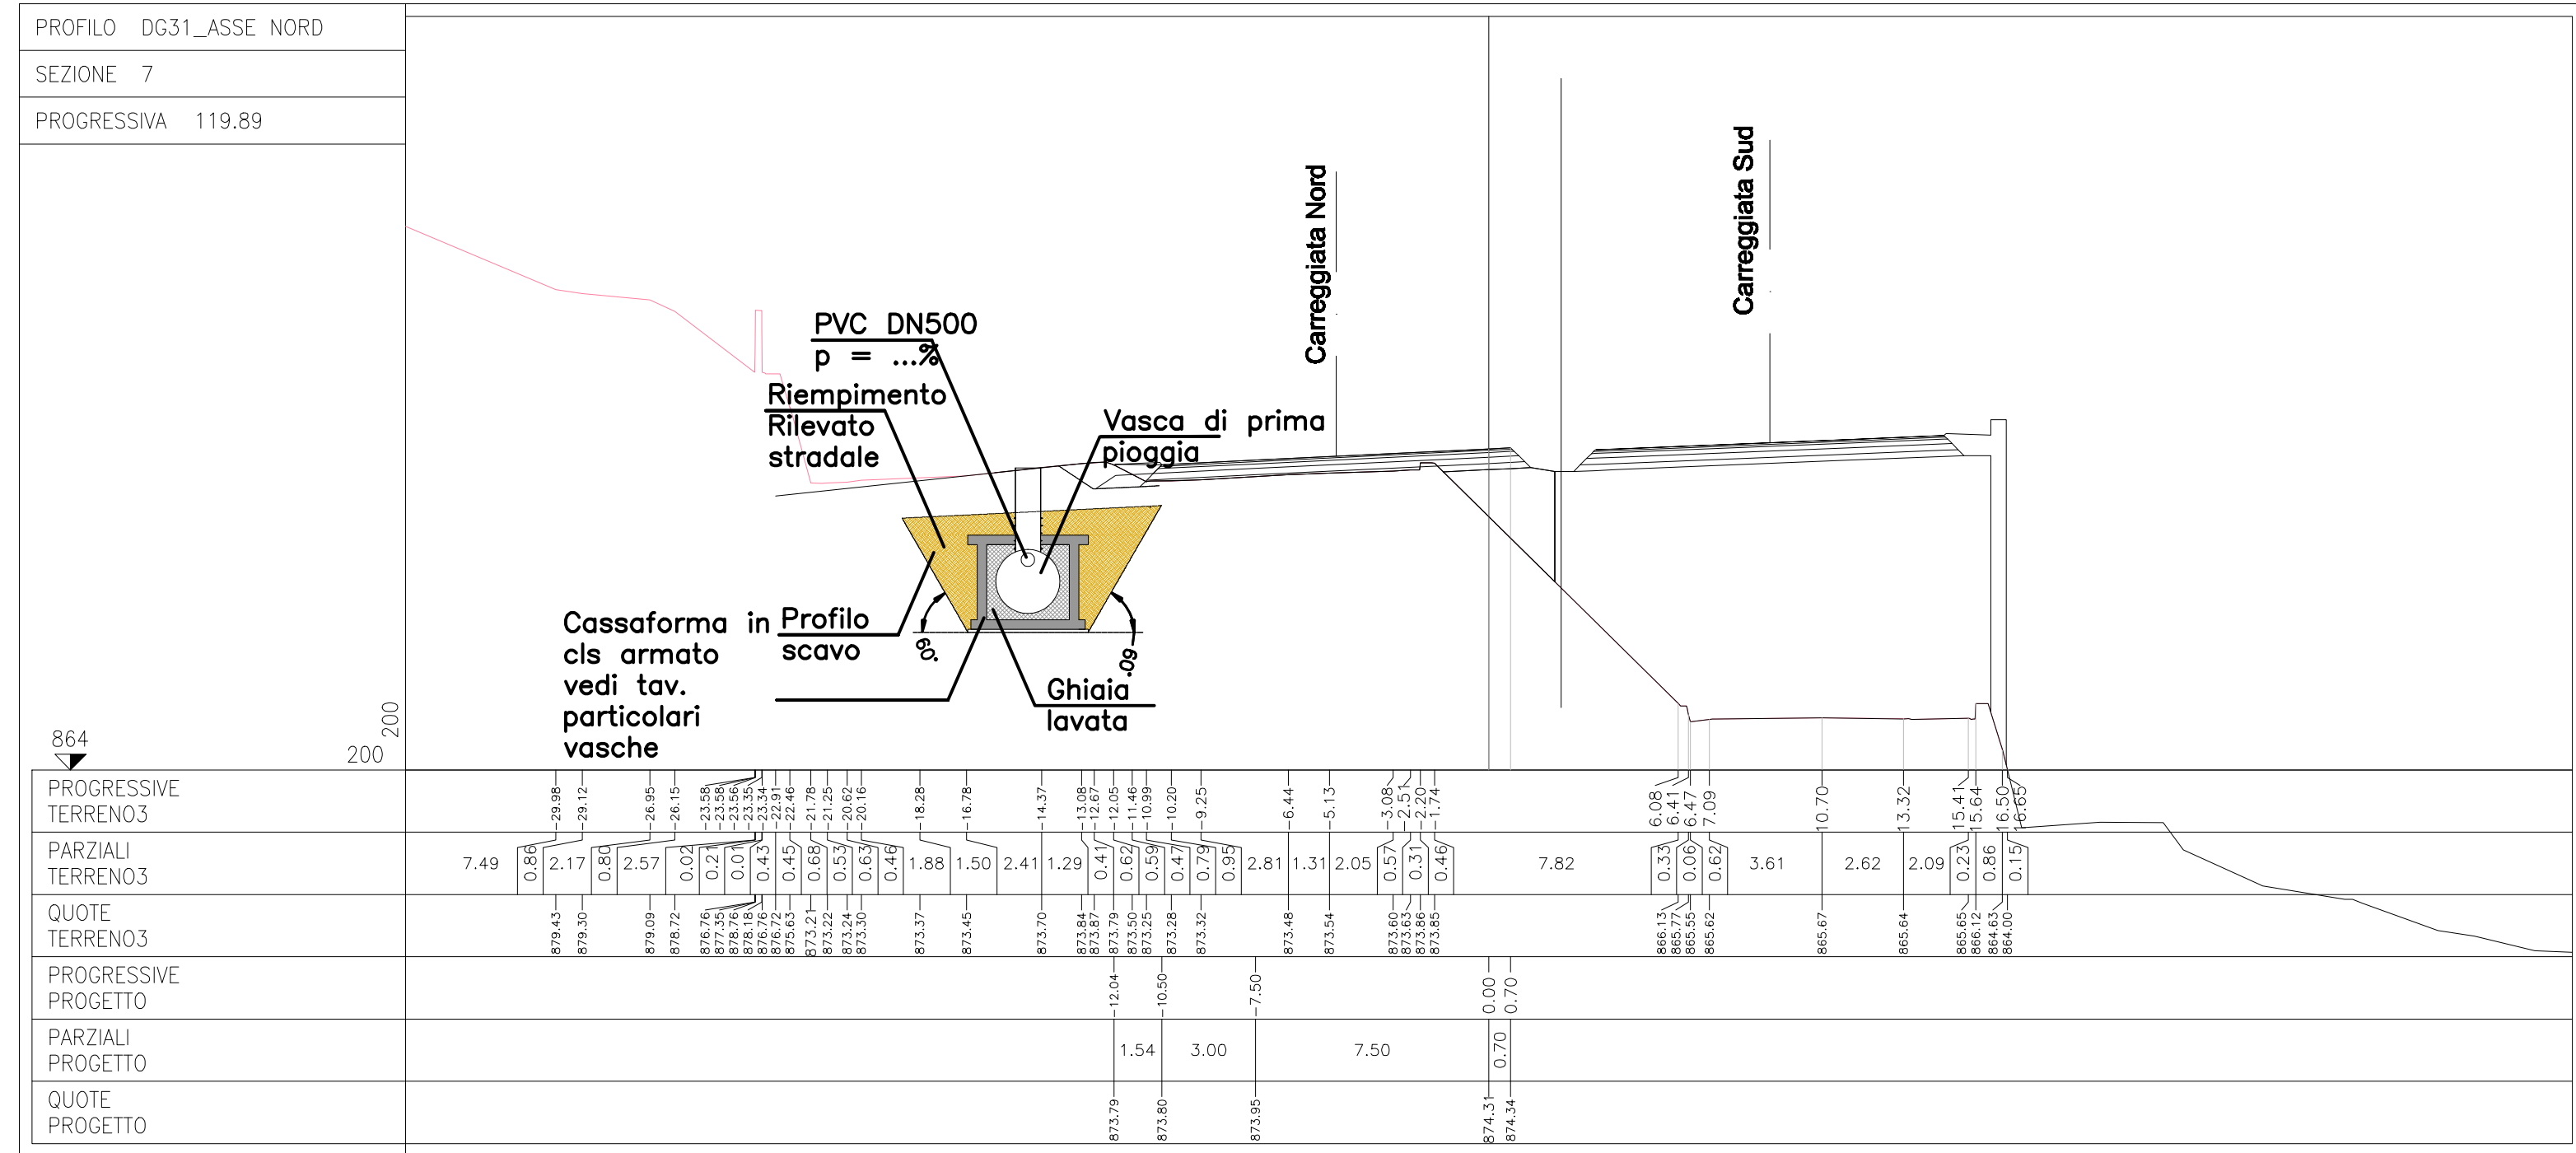 PROFILO DG31_ASSE NORD
SEZIONE 7
PROGRESSIVA 119.89
Carreggiata Nord
Carreggiata Sud
PVC DN500
p = ...%
Riempimento
Rilevato
stradale
Vasca di prima
pioggia
Cassaforma in
cls armato
vedi tav.
particolari
vasche
Profilo
scavo
60°
60°
Ghiaia
lavata
864
200
200
PROGRESSIVE
TERRENO3
-29.98 -29.12 -26.95 -26.15 -23.58 -23.58 -23.56 -23.35 -23.34 -22.91 -22.46 -21.78 -21.25 -20.62 -20.16 -18.28 -16.78 -14.37 -13.08 -12.67 -12.05 -11.46 -10.99 -10.20 -9.25 -6.44 -5.13 -3.08 -2.51 -2.20 -1.74 6.08 6.41 6.47 7.09 10.70 13.32 15.41 15.64 16.50 16.65
PARZIALI
TERRENO3
7.49 0.86 2.17 0.80 2.57 0.02 0.21 0.01 0.43 0.45 0.68 0.53 0.63 0.46 1.88 1.50 2.41 1.29 0.41 0.62 0.59 0.47 0.79 0.95 2.81 1.31 2.05 0.57 0.31 0.46 7.82 0.33 0.06 0.62 3.61 2.62 2.09 0.23 0.86 0.15
QUOTE
TERRENO3
879.43 879.30 879.09 878.72 876.76 877.35 878.76 878.18 876.76 876.72 875.63 873.21 873.22 873.24 873.30 873.37 873.45 873.70 873.84 873.87 873.79 873.50 873.25 873.28 873.32 873.48 873.54 873.60 873.63 873.86 873.85 866.13 865.77 865.55 865.62 865.67 865.64 865.65 866.12 864.63 864.00
PROGRESSIVE
PROGETTO
-12.04 -10.50 -7.50 0.00 0.70
PARZIALI
PROGETTO
1.54 3.00 7.50 0.70
QUOTE
PROGETTO
873.79 873.80 873.95 874.31 874.34